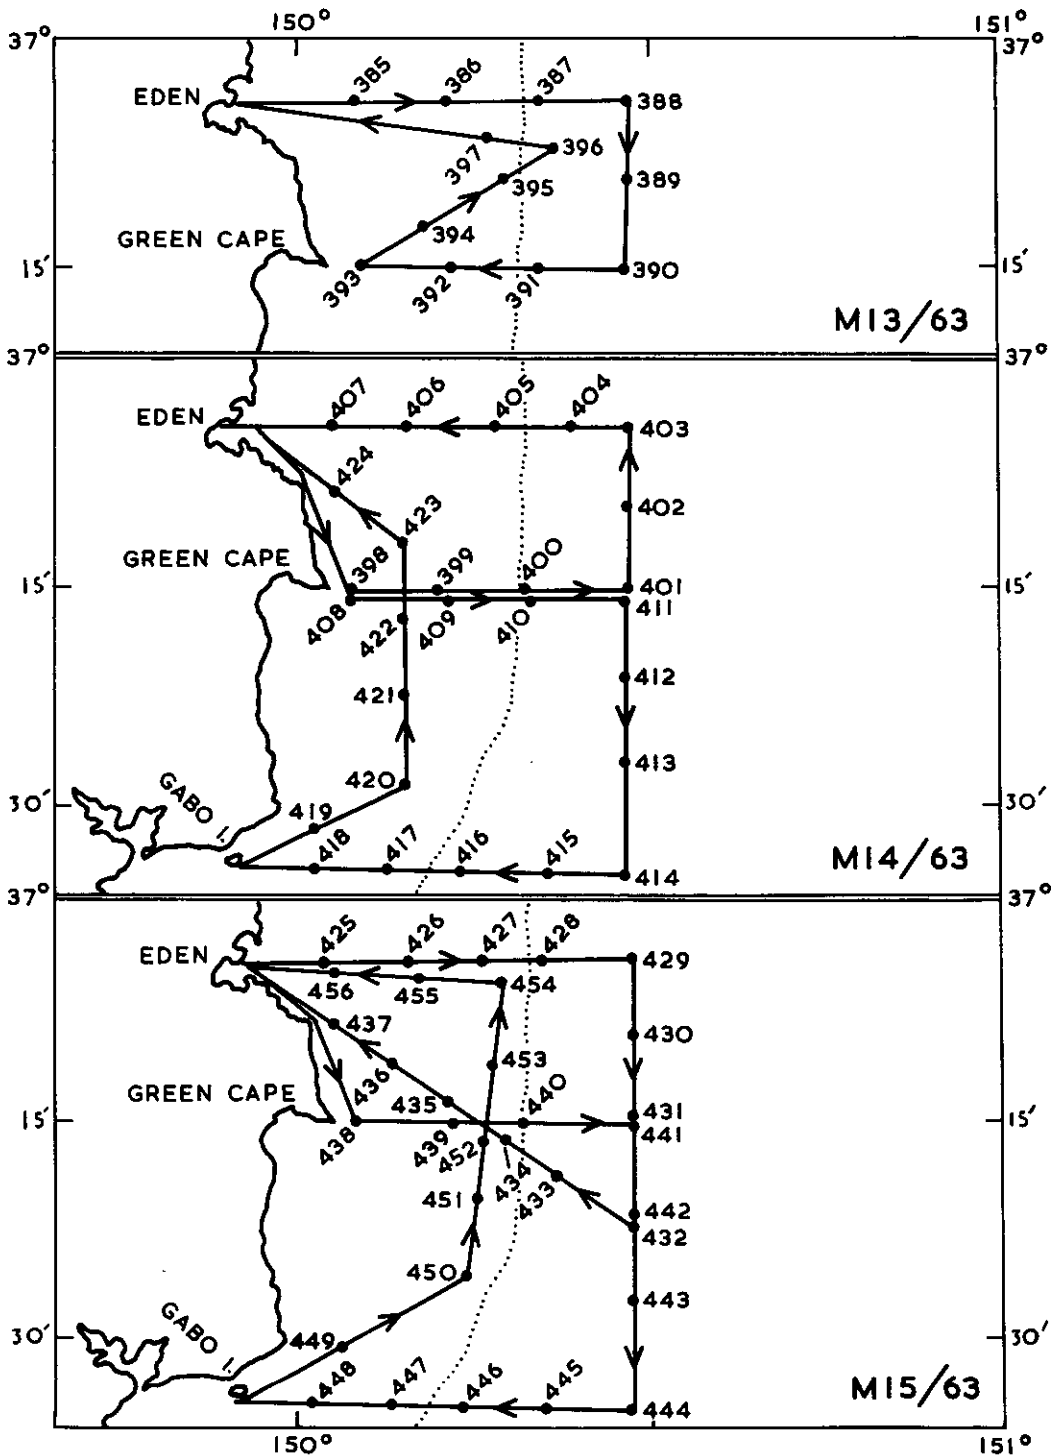 150° 151°
37° 37°
385 386 387
EDEN 388
397 396
395 389
394
GREEN CAPE
15' 393 392 391 390 15'
M13/63
37° 37°
407 406 405 404
EDEN 403
424
423 402
GREEN CAPE 398 399 400
15' 401 15'
408 409 410 411
422
421 412
413
GABO I. 420
30' 419 30'
418 417 416 415
414
M14/63
37° 37°
425 426 427 428
EDEN 429
456 455 454
437 430
436 453
GREEN CAPE 435 440 431
15' 438 439 441 15'
452 434 433
451 442
432
450 443
GABO I.
30' 449 30'
448 447 446 445
444
M15/63
150° 151°